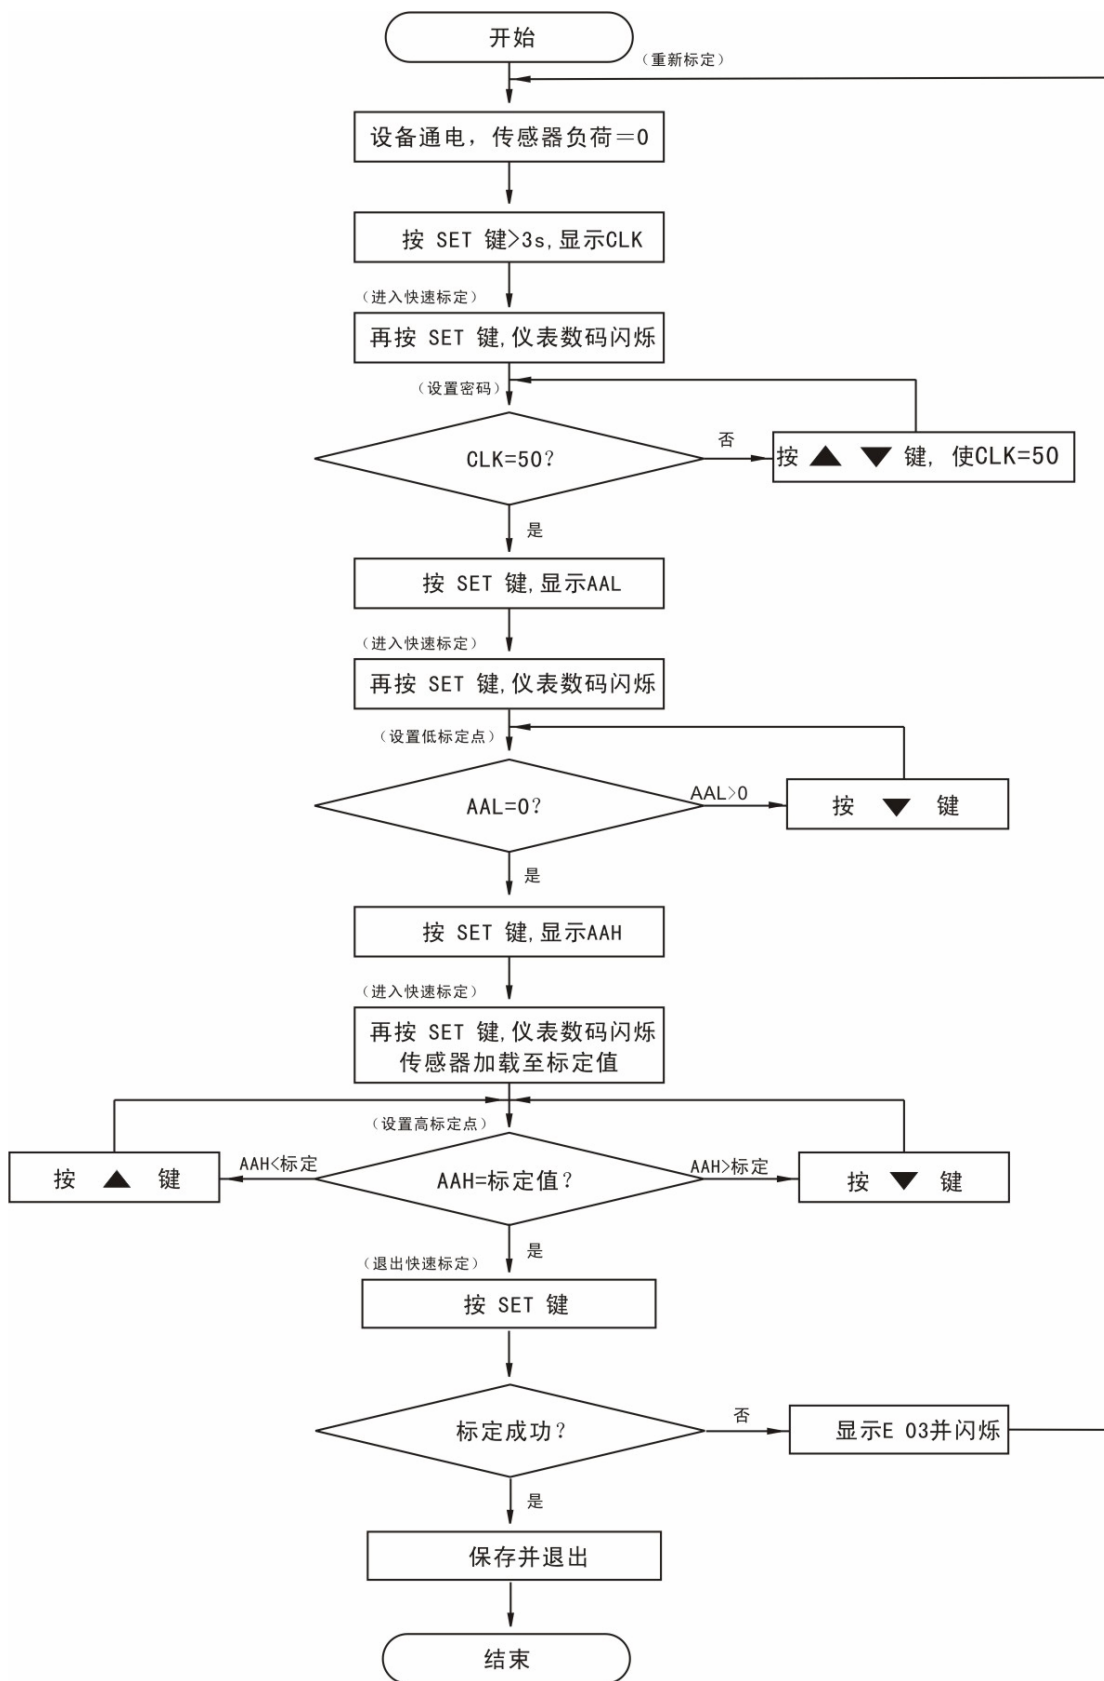 开始
（重新标定）
设备通电，传感器负荷＝0
按 SET 键>3s,显示CLK
（进入快速标定）
再按 SET 键,仪表数码闪烁
（设置密码）
CLK=50?
否
按 ▲ ▼ 键，使CLK=50
是
按 SET 键,显示AAL
（进入快速标定）
再按 SET 键,仪表数码闪烁
（设置低标定点）
AAL=0?
AAL>0
按 ▼ 键
是
按 SET 键,显示AAH
（进入快速标定）
再按 SET 键,仪表数码闪烁
传感器加载至标定值
（设置高标定点）
按 ▲ 键
AAH<标定
AAH=标定值?
AAH>标定
按 ▼ 键
是
（退出快速标定）
按 SET 键
标定成功?
否
显示E 03并闪烁
是
保存并退出
结束